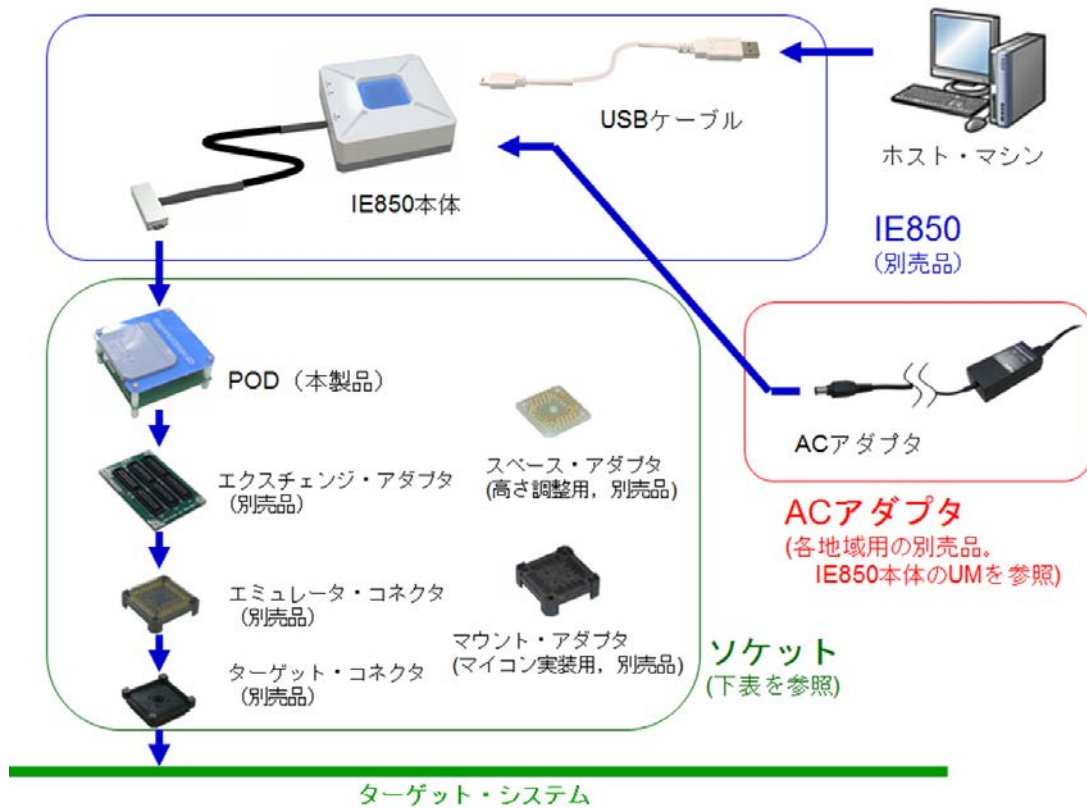 USBケーブル
ホスト・マシン
IE850本体
IE850
(別売品)
POD（本製品）
ACアダプタ
エクスチェンジ・アダプタ
(別売品)
スペース・アダプタ
(高さ調整用，別売品)
ACアダプタ
(各地域用の別売品。
IE850本体のUMを参照)
エミュレータ・コネクタ
(別売品)
マウント・アダプタ
(マイコン実装用，別売品)
ソケット
(下表を参照)
ターゲット・コネクタ
(別売品)
ターゲット・システム